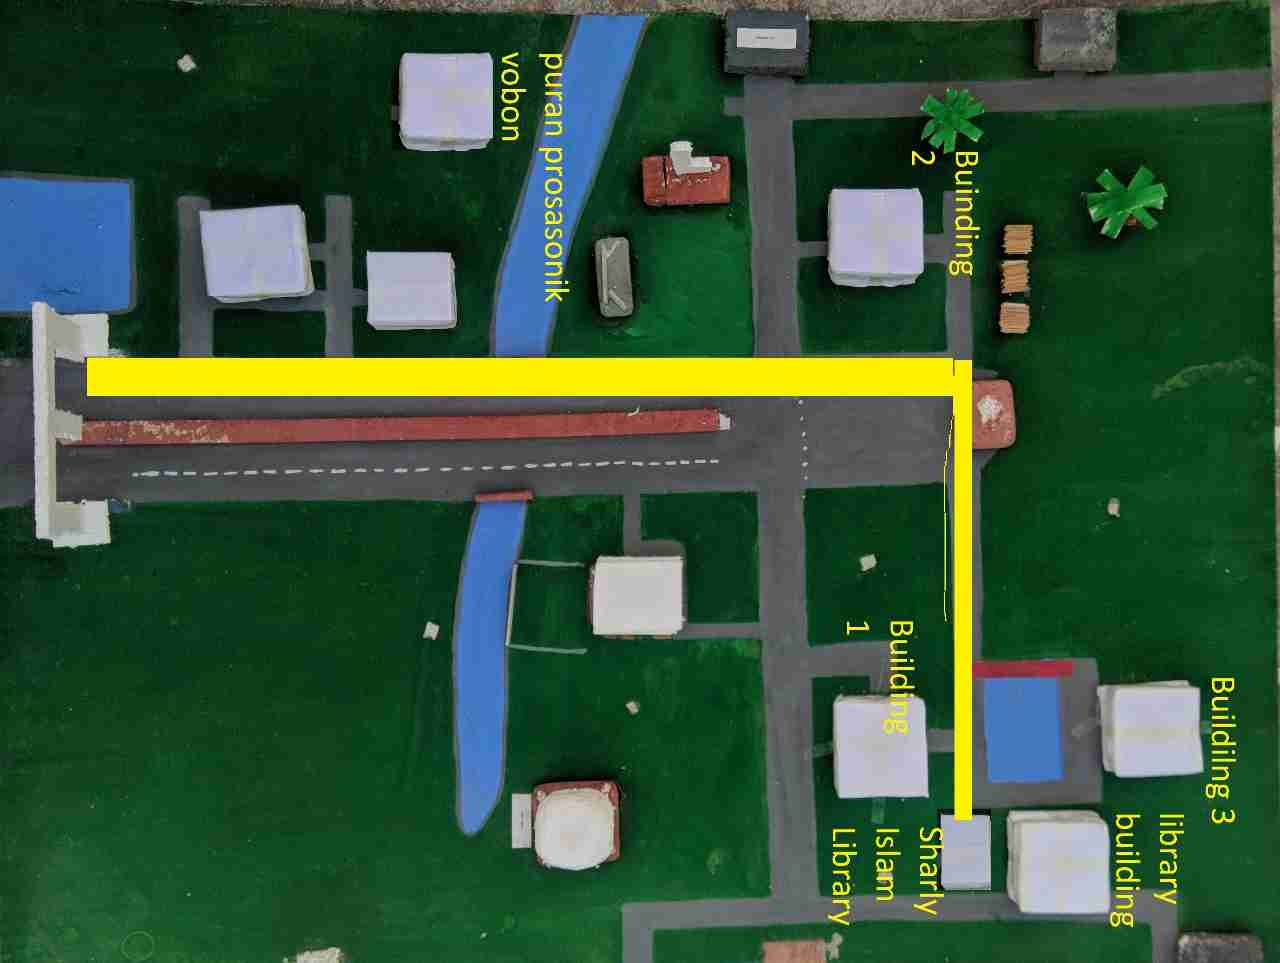 puran prosasonik
vobon
Buinding
2
Building
1
Buildilng 3
library
building
Sharly
Islam
Library